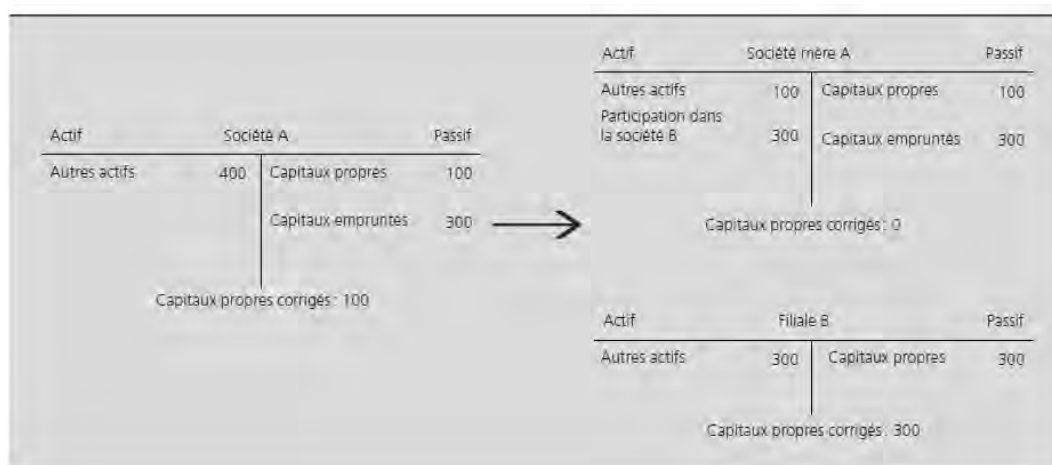 Actif Société A Passif
Autres actifs 400 Capitaux propres 100
Capitaux empruntés 300
Capitaux propres corrigés : 100
Actif Société mère A Passif
Autres actifs 100 Capitaux propres 100
Participation dans
la société B 300 Capitaux empruntés 300
Capitaux propres corrigés : 0
Actif Filiale B Passif
Autres actifs 300 Capitaux propres 300
Capitaux propres corrigés : 300